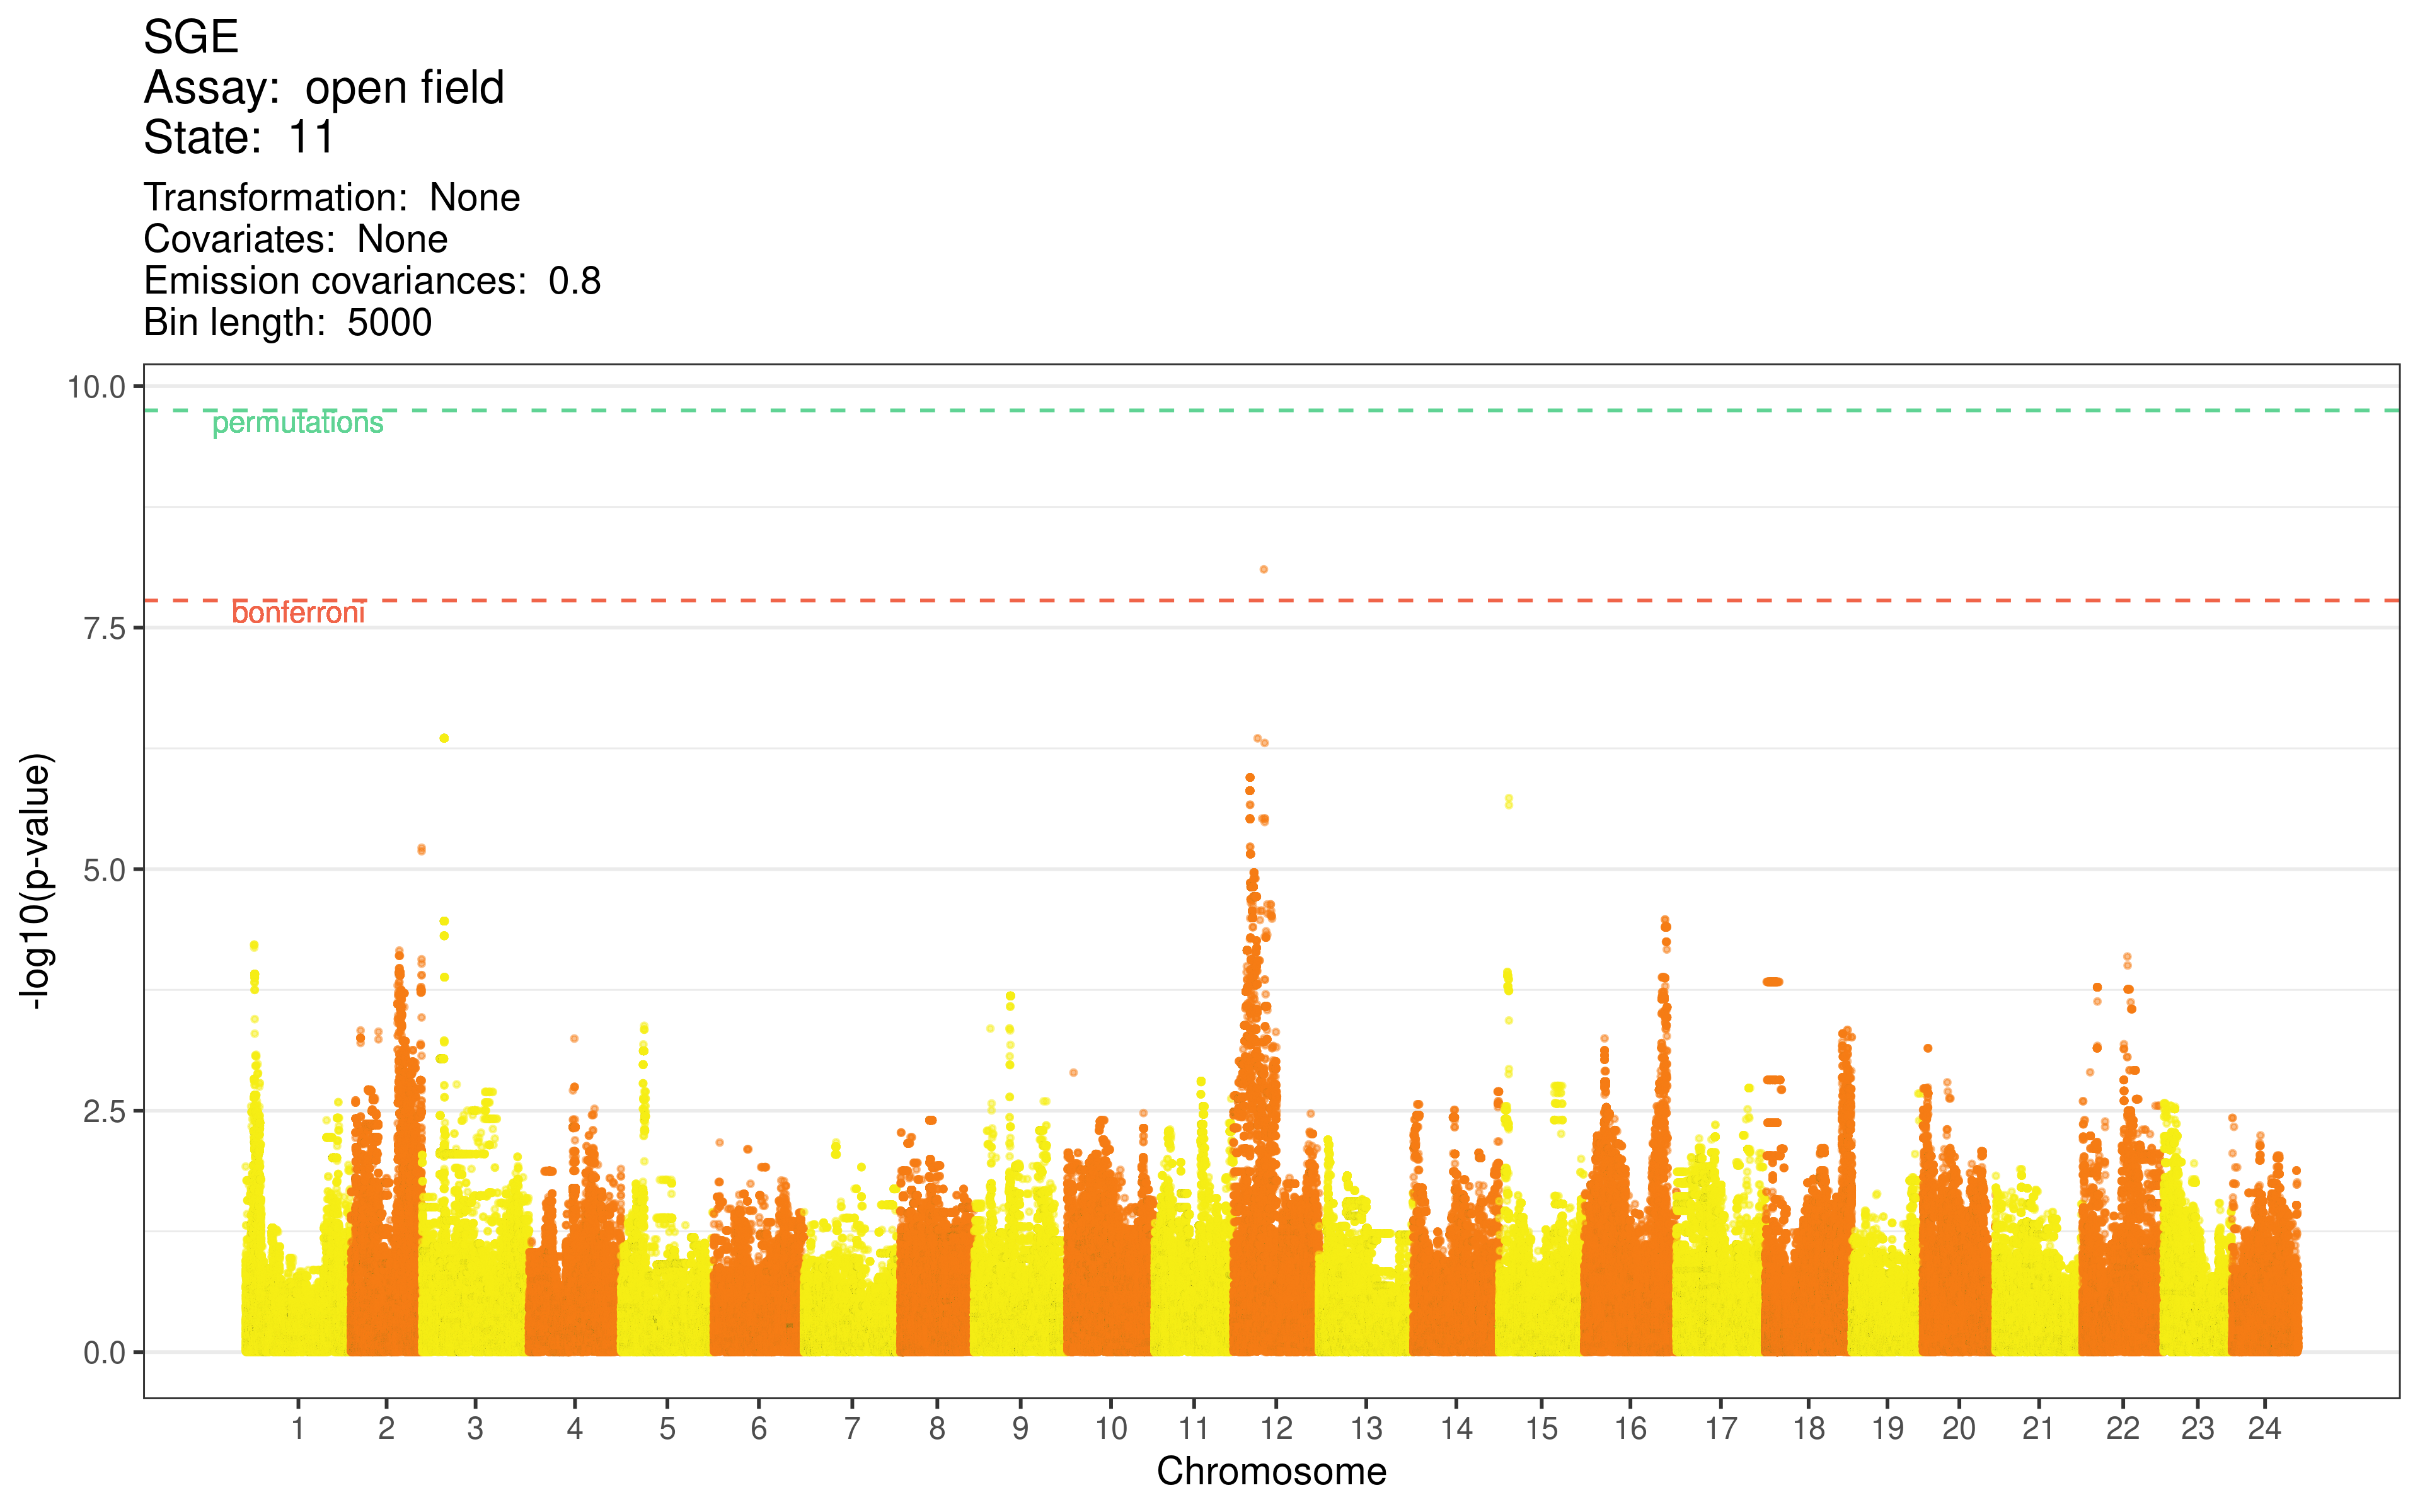 SGE
Assay:  open field
State:  11
Transformation:  None
Covariates:  None
Emission covariances:  0.8
Bin length:  5000
10.0
permutations
bonferroni
7.5
5.0
2.5
0.0
-log10(p-value)
1 2 3 4 5 6 7 8 9 10 11 12 13 14 15 16 17 18 19 20 21 22 23 24
Chromosome